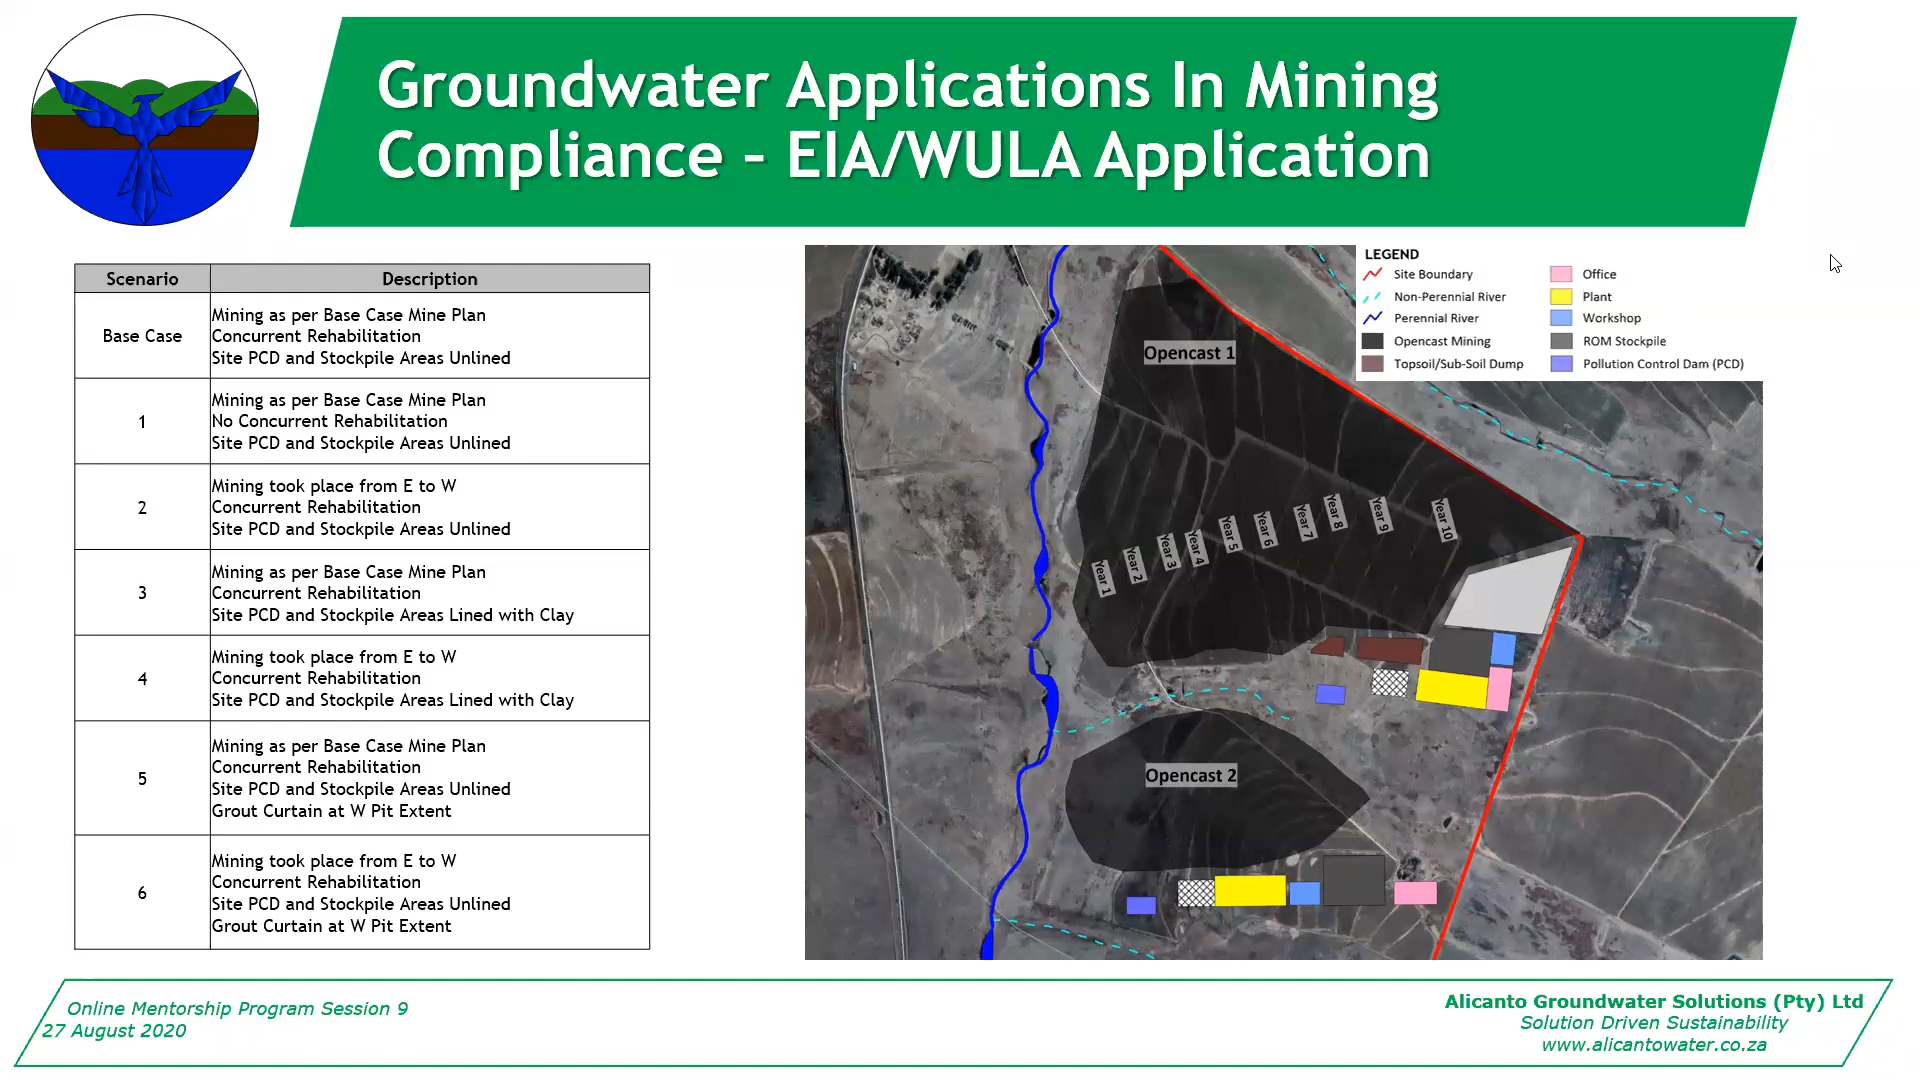 Groundwater Applications In Mining
Compliance – EIA/WULA Application
Scenario
Description
Base Case
Mining as per Base Case Mine Plan
Concurrent Rehabilitation
Site PCD and Stockpile Areas Unlined
1
Mining as per Base Case Mine Plan
No Concurrent Rehabilitation
Site PCD and Stockpile Areas Unlined
2
Mining took place from E to W
Concurrent Rehabilitation
Site PCD and Stockpile Areas Unlined
3
Mining as per Base Case Mine Plan
Concurrent Rehabilitation
Site PCD and Stockpile Areas Lined with Clay
4
Mining took place from E to W
Concurrent Rehabilitation
Site PCD and Stockpile Areas Lined with Clay
5
Mining as per Base Case Mine Plan
Concurrent Rehabilitation
Site PCD and Stockpile Areas Unlined
Grout Curtain at W Pit Extent
6
Mining took place from E to W
Concurrent Rehabilitation
Site PCD and Stockpile Areas Unlined
Grout Curtain at W Pit Extent
LEGEND
Site Boundary
Non-Perennial River
Perennial River
Opencast Mining
Topsoil/Sub-Soil Dump
Office
Plant
Workshop
ROM Stockpile
Pollution Control Dam (PCD)
Opencast 1
Year 1
Year 2
Year 3
Year 4
Year 5
Year 6
Year 7
Year 8
Year 9
Year 10
Opencast 2
Online Mentorship Program Session 9
27 August 2020
Alicanto Groundwater Solutions (Pty) Ltd
Solution Driven Sustainability
www.alicantowater.co.za